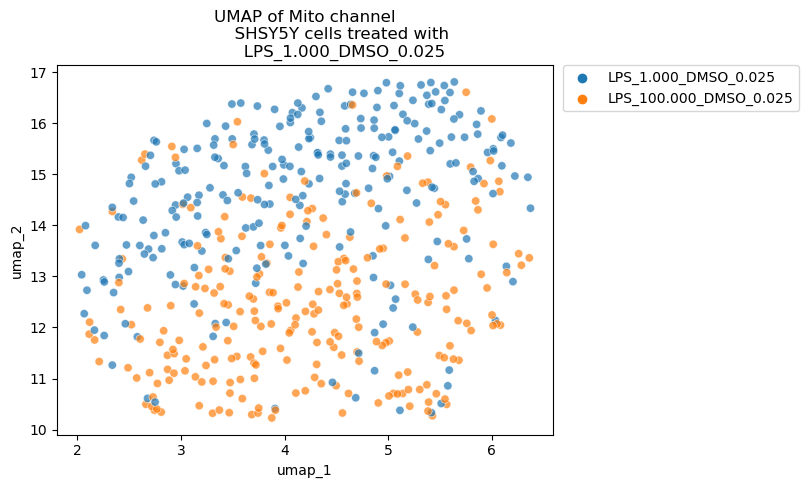 UMAP of Mito channel
SHSY5Y cells treated with
LPS_1.000_DMSO_0.025
LPS_1.000_DMSO_0.025
LPS_100.000_DMSO_0.025
umap_2
17
16
15
14
13
12
11
10
2
3
4
5
6
umap_1